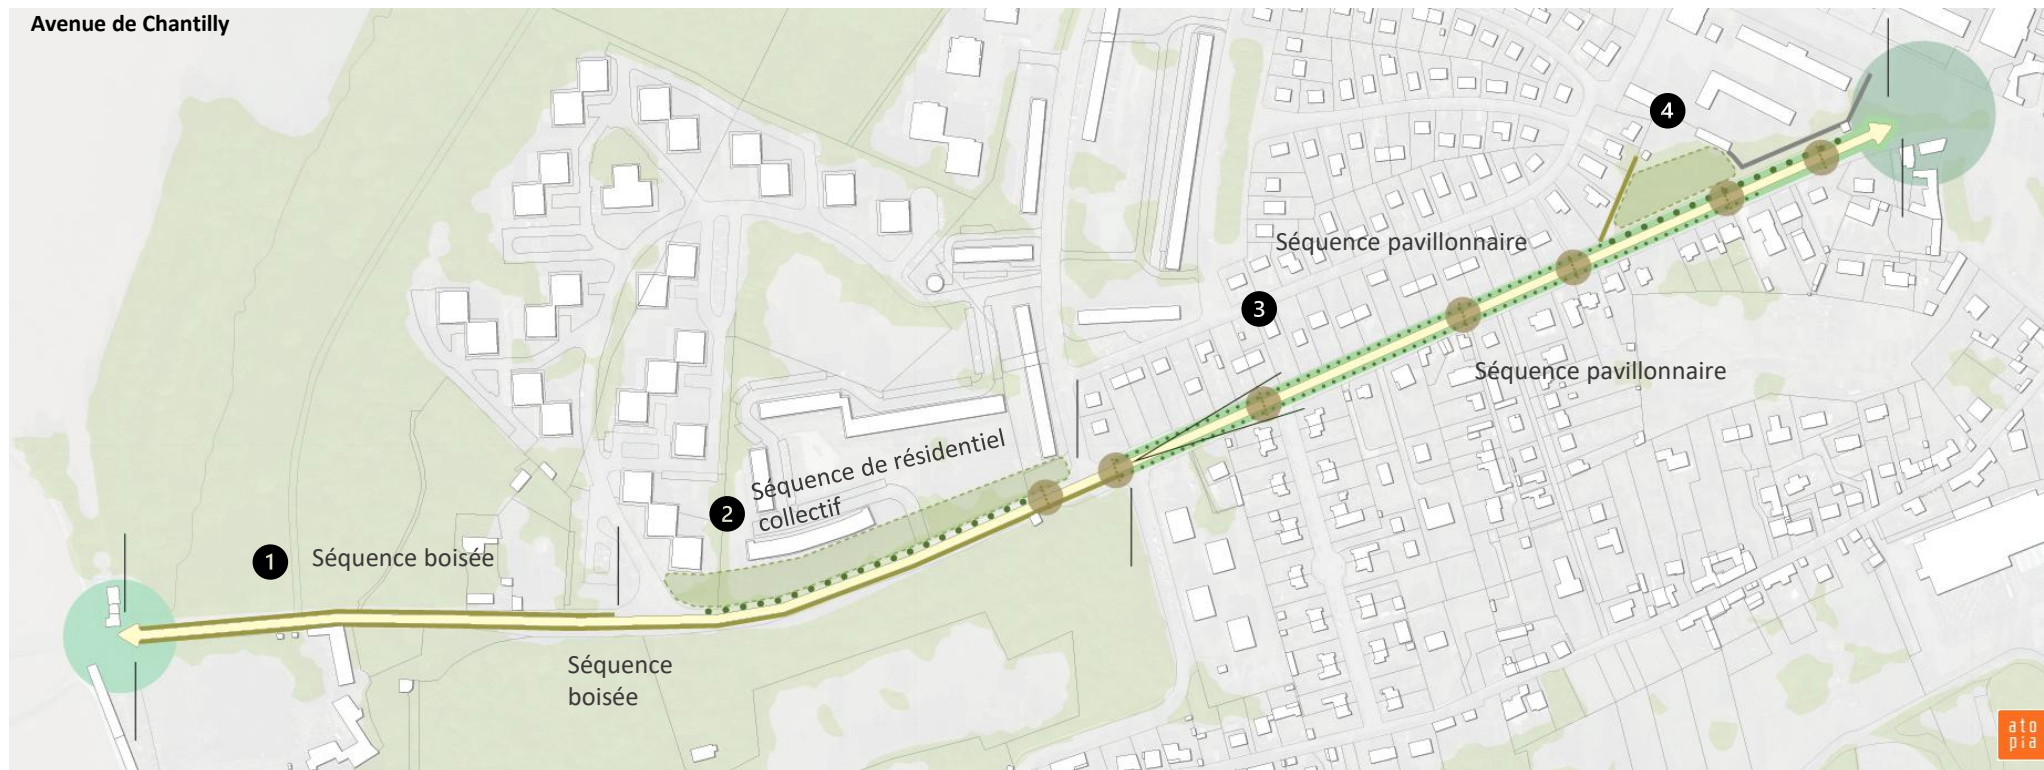 Avenue de Chantilly
4
Séquence pavillonnaire
3
Séquence pavillonnaire
2
Séquence de résidentiel
collectif
1
Séquence boisée
Séquence
boisée
ato
pia